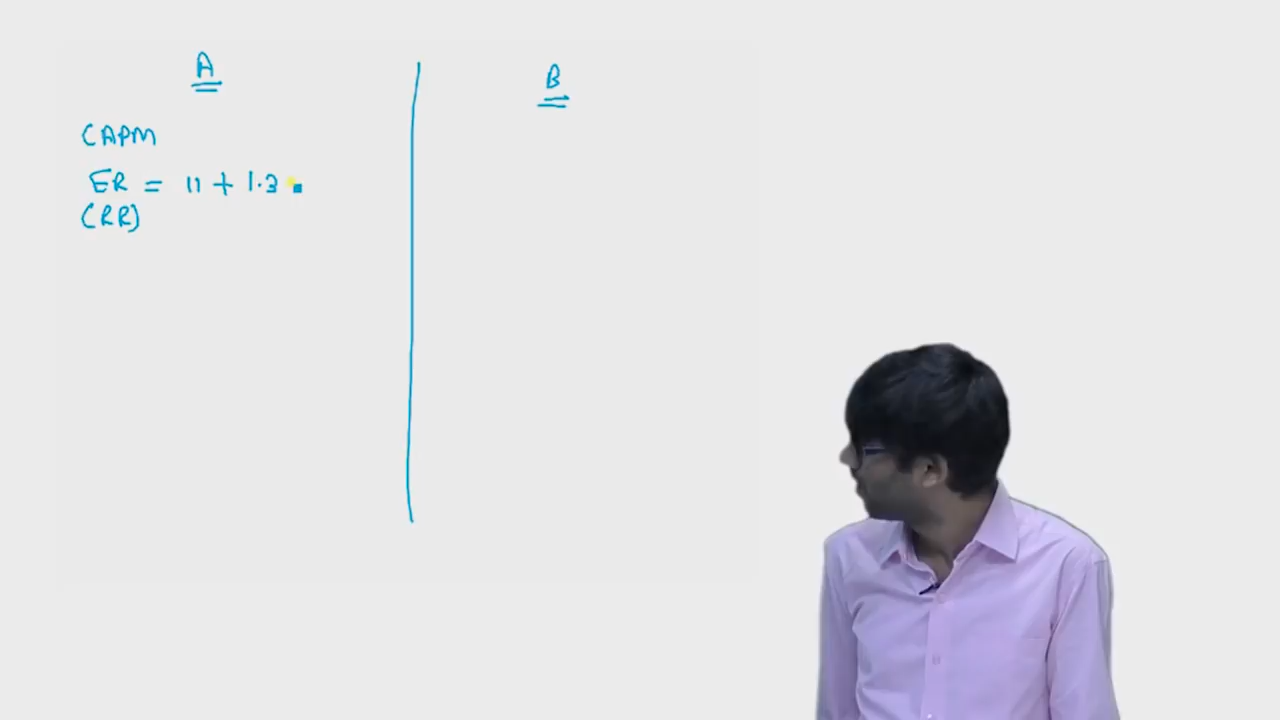 A
B
CAPM
ER = 11 + 1.3
(RR)